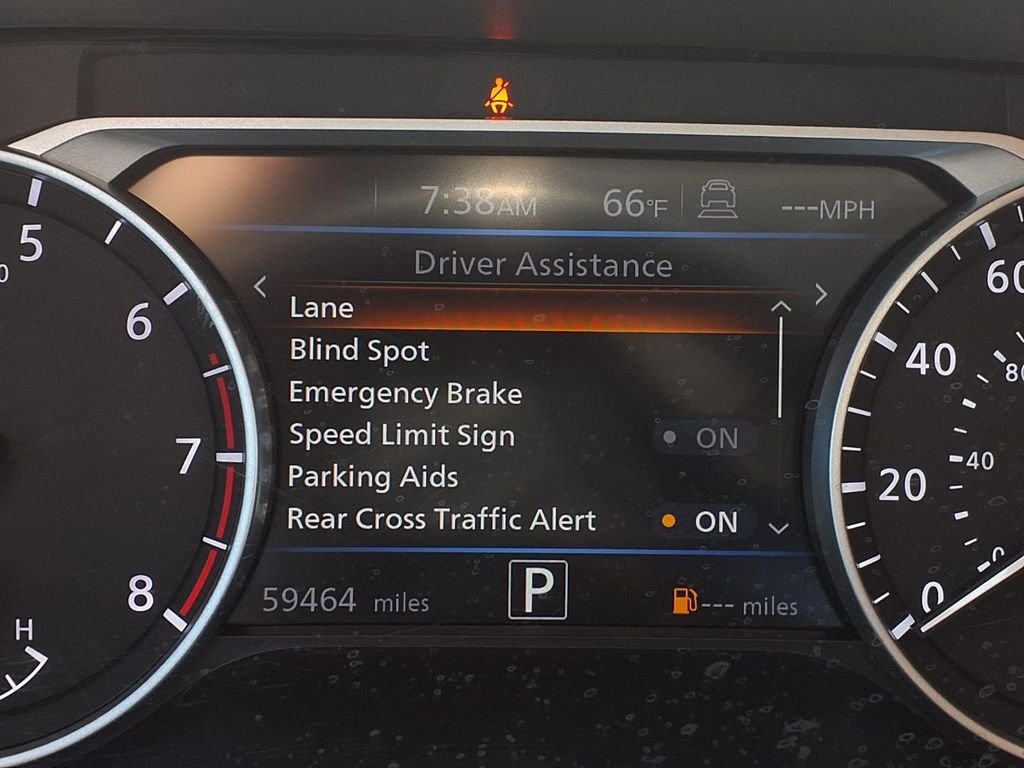 7:38AM 66°F ---MPH
Driver Assistance
Lane
Blind Spot
Emergency Brake
Speed Limit Sign ON
Parking Aids
Rear Cross Traffic Alert ON
59464 miles P --- miles
5
6
7
8
H
60
40
80
20
40
0
0